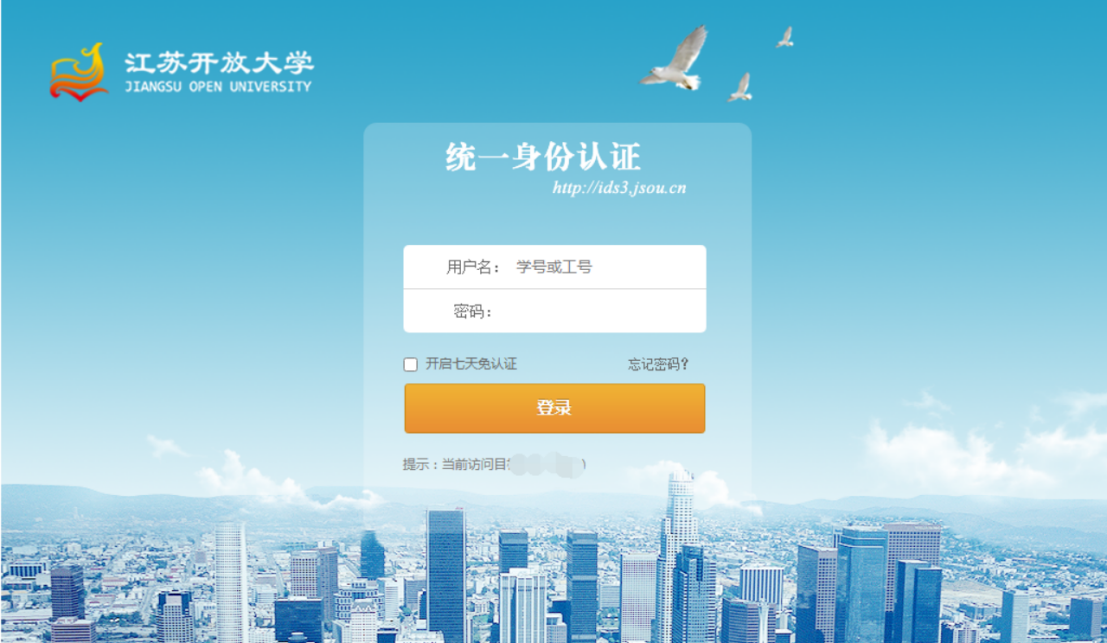 江苏开放大学
JIANGSU OPEN UNIVERSITY
统一身份认证
http://ids3.jsou.cn
用户名： 学号或工号
密码：
开启七天免认证 忘记密码?
登录
提示：当前访问目